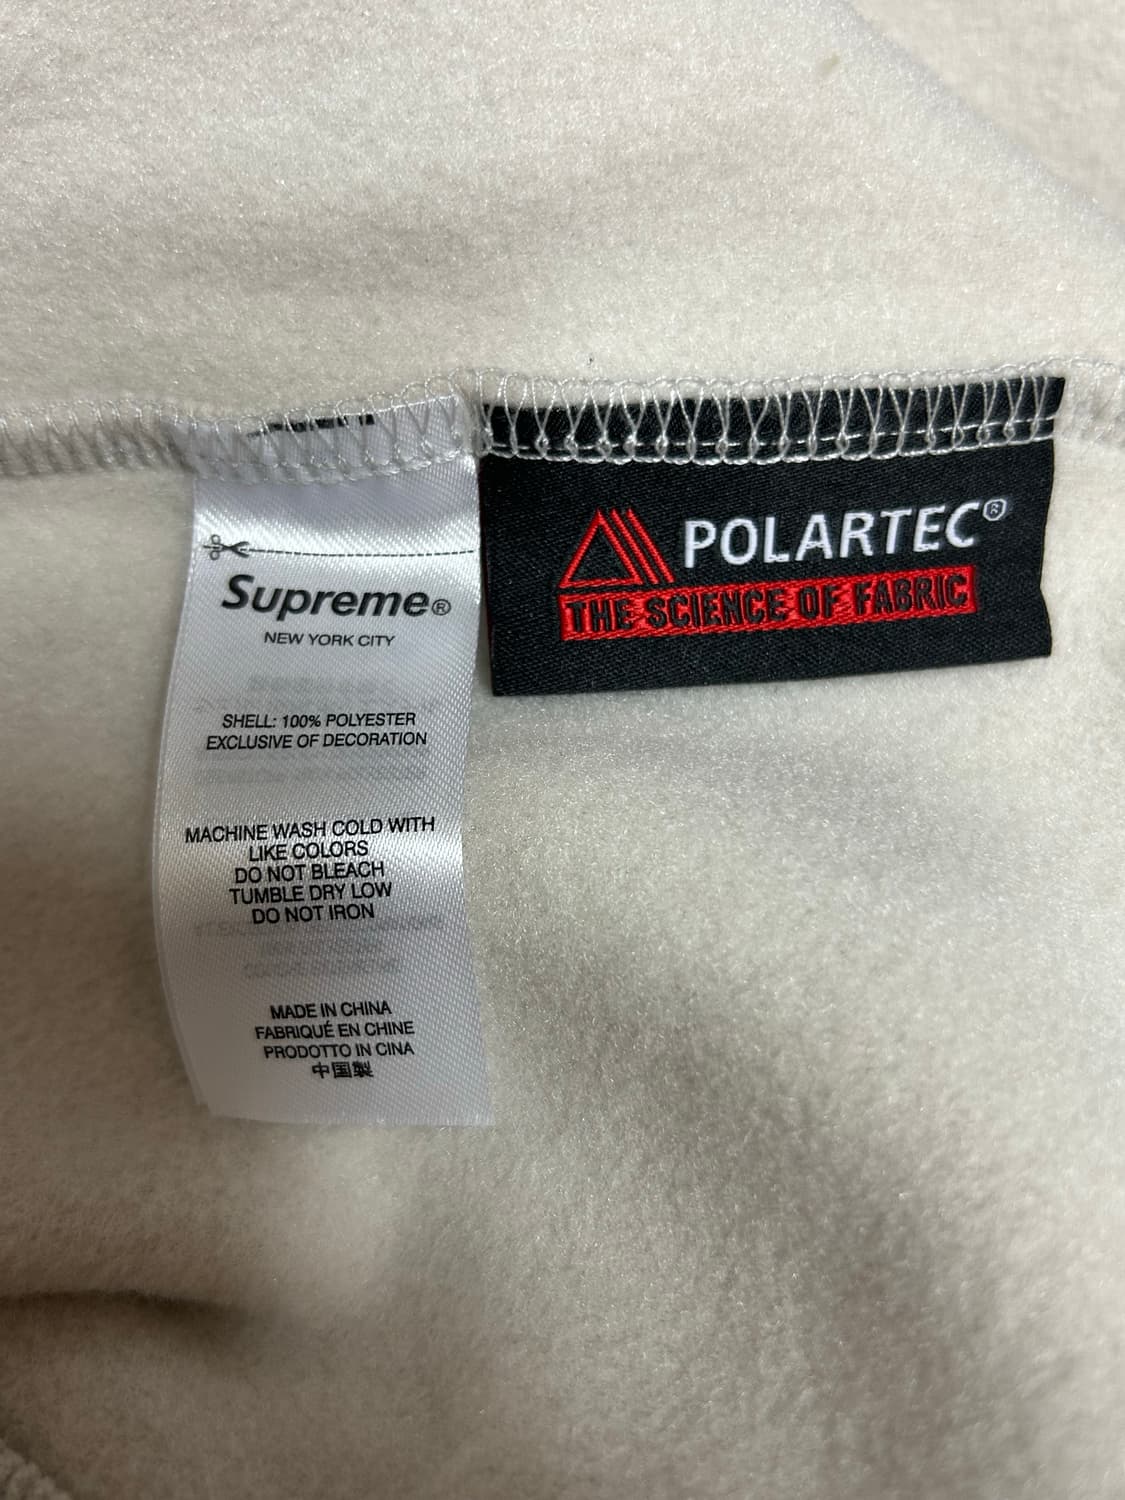 Supreme®
NEW YORK CITY
SHELL: 100% POLYESTER
EXCLUSIVE OF DECORATION
MACHINE WASH COLD WITH
LIKE COLORS
DO NOT BLEACH
TUMBLE DRY LOW
DO NOT IRON
MADE IN CHINA
FABRIQUÉ EN CHINE
PRODOTTO IN CINA
中国製
POLARTEC®
THE SCIENCE OF FABRIC